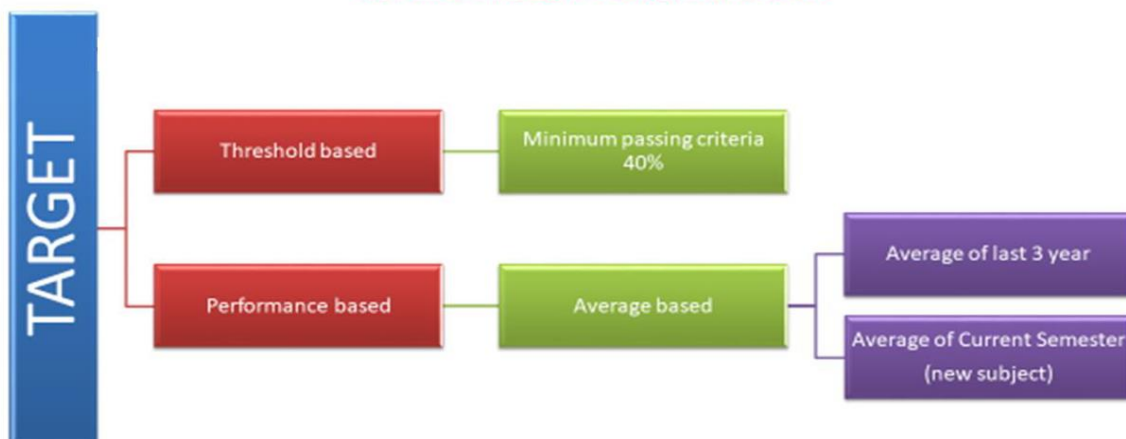 TARGET
Threshold based
Minimum passing criteria
40%
Performance based
Average based
Average of last 3 year
Average of Current Semester
(new subject)